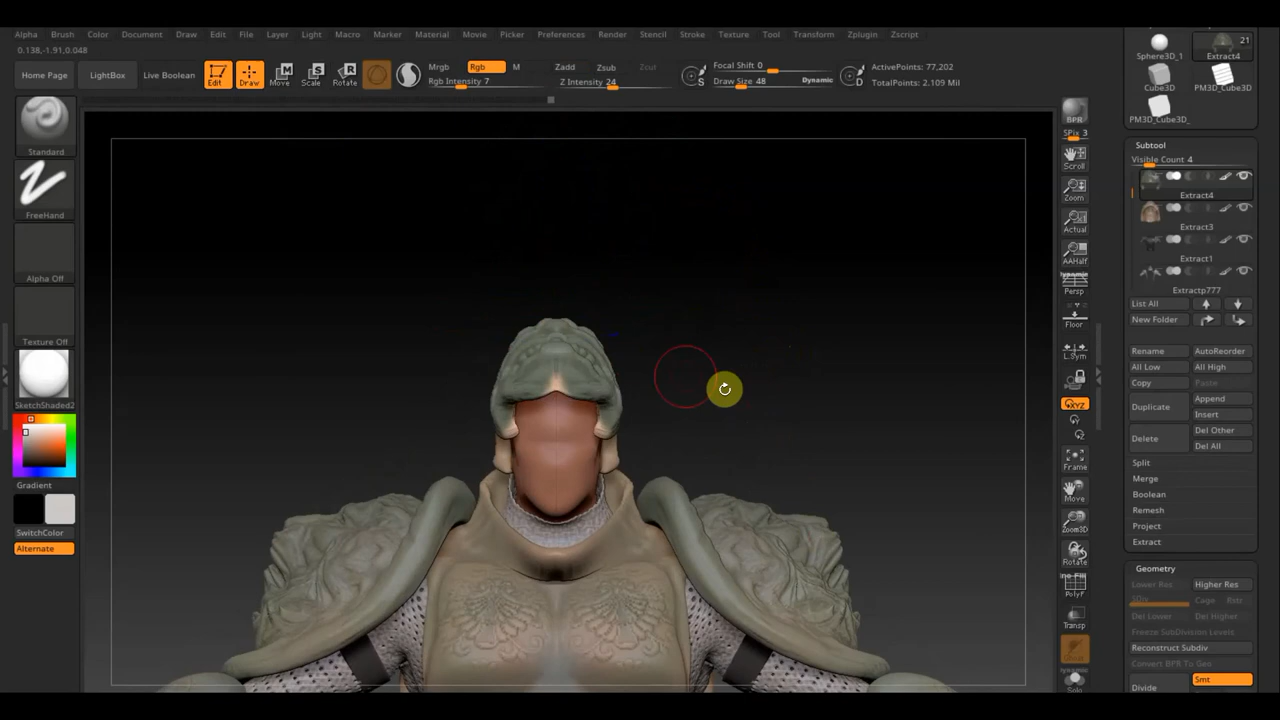 Alpha Brush Color Document Draw Edit File Layer Light Macro Marker Material Movie Picker Preferences Render Stencil Stroke Texture Tool Transform Zplugin Zscript
0.138,-1.91,0.048
Home Page LightBox Live Boolean Edit Draw Move Scale Rotate
Mrgb Rgb M
Rgb Intensity 7
Zadd Zsub Zcut
Z Intensity 24
S
Focal Shift 0
Draw Size 48 Dynamic
D
ActivePoints: 77,202
TotalPoints: 2.109 Mil
Standard
FreeHand
Alpha Off
Texture Off
SketchShaded2
Gradient
SwitchColor
Alternate
BPR
SPix 3
Scroll
Zoom
Actual
AAHalf
Dynamic
Persp
Floor
L.Sym
XYZ
Y
Z
Frame
Move
Zoom3D
Rotate
PolyF
Transp
Ghost
Dynamic
Solo
Sphere3D_1
21
Extract4
Cube3D
PM3D_Cube3D
PM3D_Cube3D_
Subtool
Visible Count 4
Extract4
Extract3
Extract1
Extractp777
List All
New Folder
Rename AutoReorder
All Low All High
Copy Paste
Duplicate Append
Insert
Delete Del Other
Del All
Split
Merge
Boolean
Remesh
Project
Extract
Geometry
Lower Res Higher Res
SDiv Cage Rstr
Del Lower Del Higher
Freeze SubDivision Levels
Reconstruct Subdiv
Convert BPR To Geo
Divide Smt